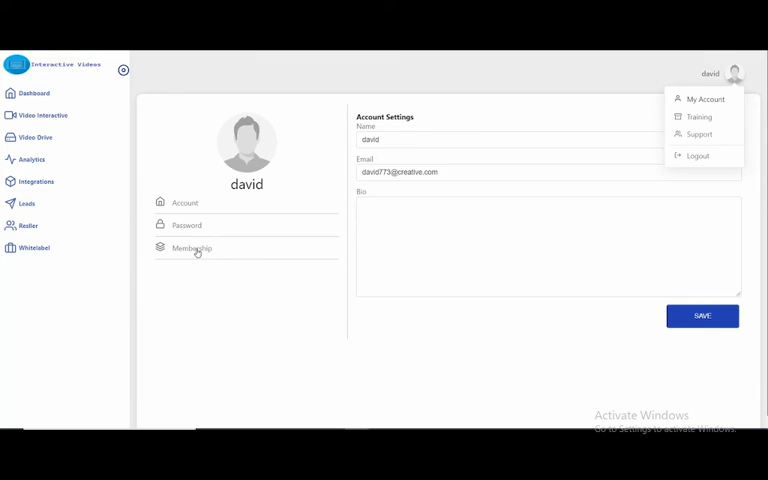 Interactive Videos
Dashboard
Video Interactive
Video Drive
Analytics
Integrations
Leads
Resller
Whitelabel
david
My Account
Training
Support
Logout
david
Account
Password
Membership
Account Settings
Name
david
Email
david773@creative.com
Bio
SAVE
Activate Windows
Go to Settings to activate Windows.